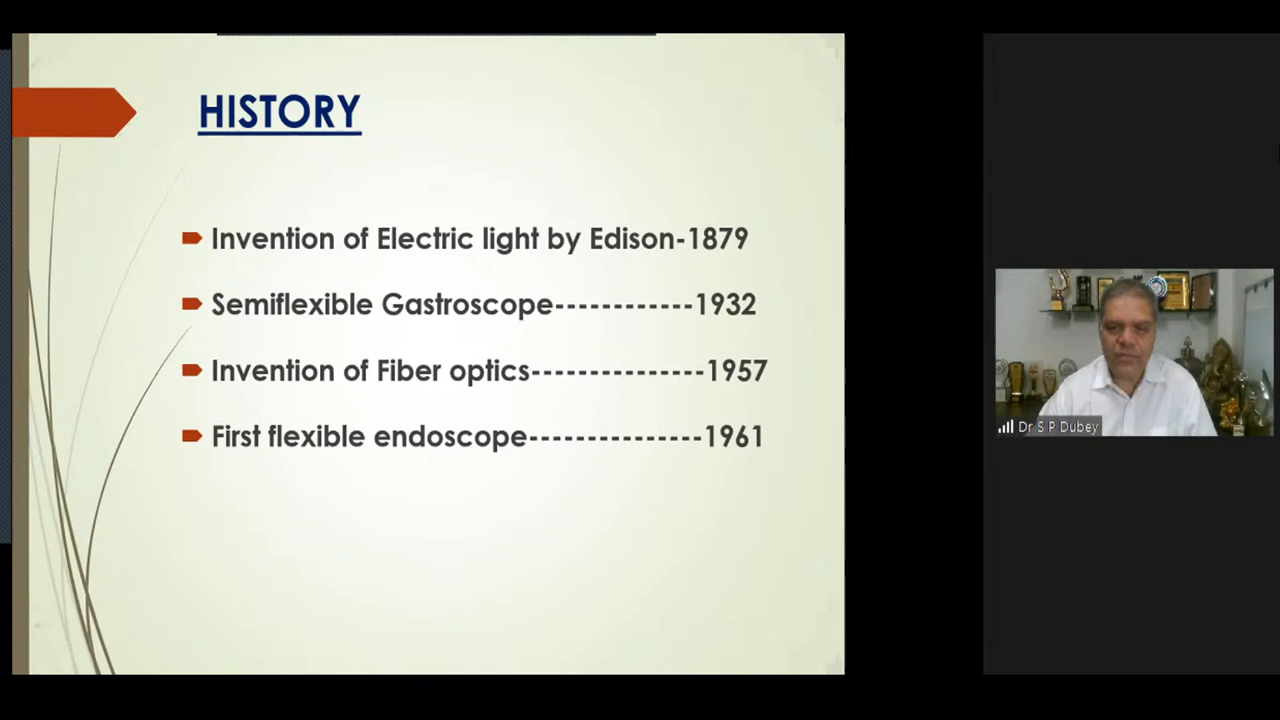 HISTORY
Invention of Electric light by Edison-1879
Semiflexible Gastroscope------------1932
Invention of Fiber optics---------------1957
First flexible endoscope---------------1961
Dr S P Dubey